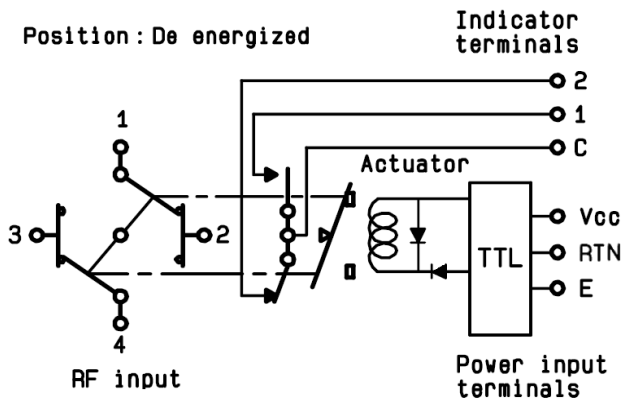 Position : De energized
Indicator
terminals
2
1
C
1
Actuator
3
2
TTL
Vcc
RTN
E
4
RF input
Power input
terminals